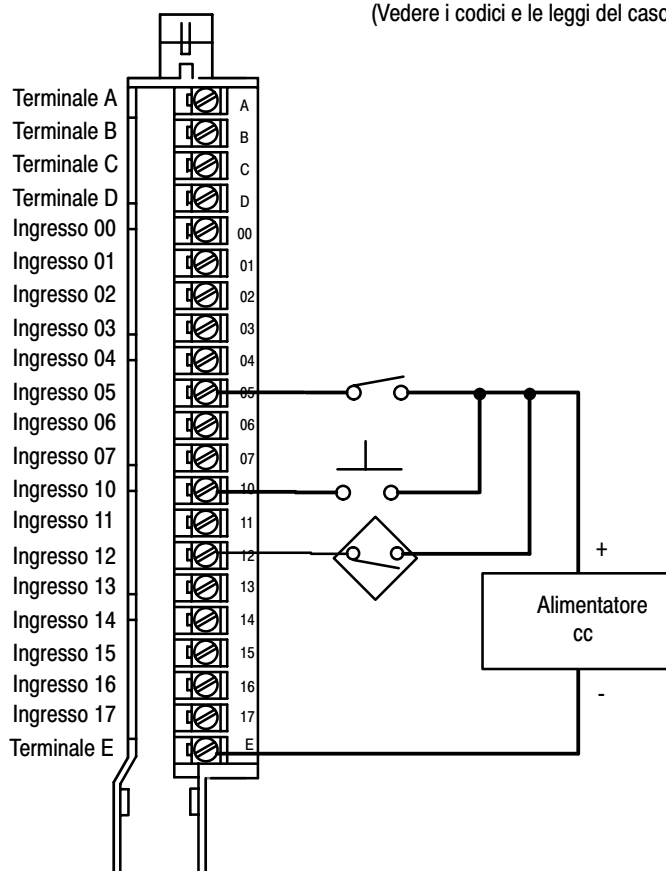 (Vedere i codici e le leggi del caso
Terminale A
A
Terminale B
B
Terminale C
C
Terminale D
D
Ingresso 00
00
Ingresso 01
01
Ingresso 02
02
Ingresso 03
03
Ingresso 04
04
Ingresso 05
05
Ingresso 06
06
Ingresso 07
07
Ingresso 10
10
Ingresso 11
11
Ingresso 12
12
Ingresso 13
13
Ingresso 14
14
Ingresso 15
15
Ingresso 16
16
Ingresso 17
17
Terminale E
E
+
Alimentatore
cc
-